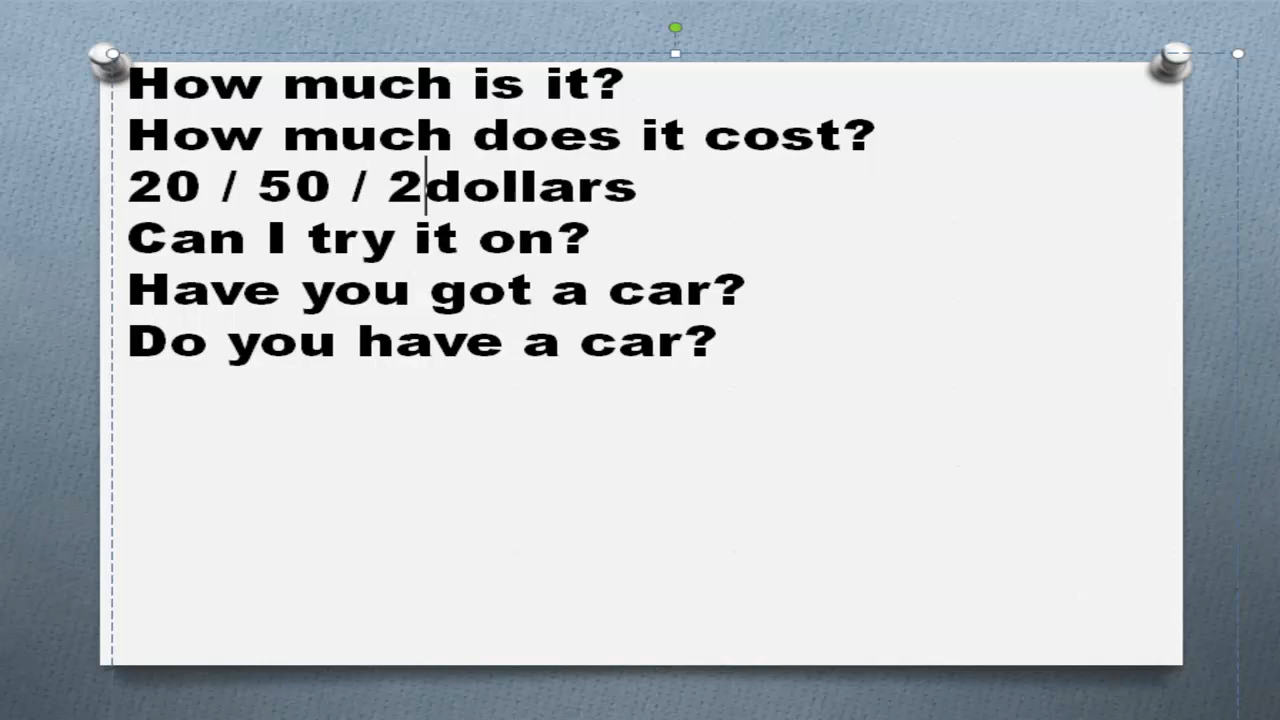 How much is it?
How much does it cost?
20 / 50 / 2dollars
Can I try it on?
Have you got a car?
Do you have a car?